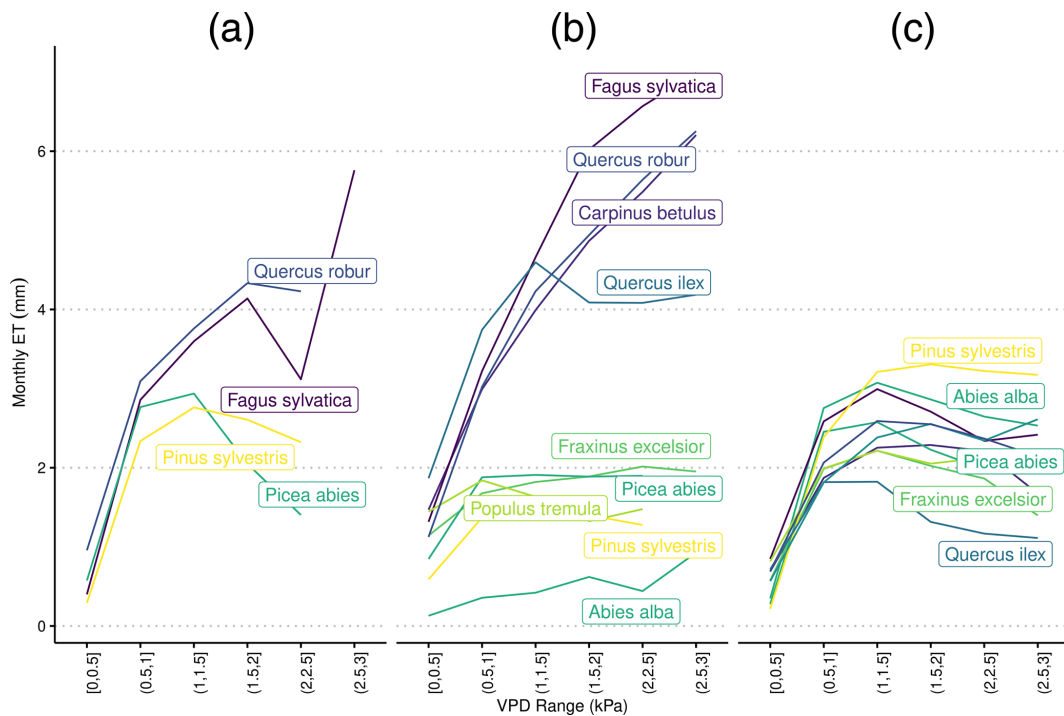 (a) (b) (c)
Monthly ET (mm)
6
4
2
0
Quercus robur
Fagus sylvatica
Pinus sylvestris
Picea abies
[0,0.5]
(0.5,1]
(1,1.5]
(1.5,2]
(2,2.5]
(2.5,3]
Fagus sylvatica
Quercus robur
Carpinus betulus
Quercus ilex
Fraxinus excelsior
Picea abies
Populus tremula
Pinus sylvestris
Abies alba
[0,0.5]
(0.5,1]
(1,1.5]
(1.5,2]
(2,2.5]
(2.5,3]
Pinus sylvestris
Abies alba
Picea abies
Fraxinus excelsior
Quercus ilex
[0,0.5]
(0.5,1]
(1,1.5]
(1.5,2]
(2,2.5]
(2.5,3]
VPD Range (kPa)